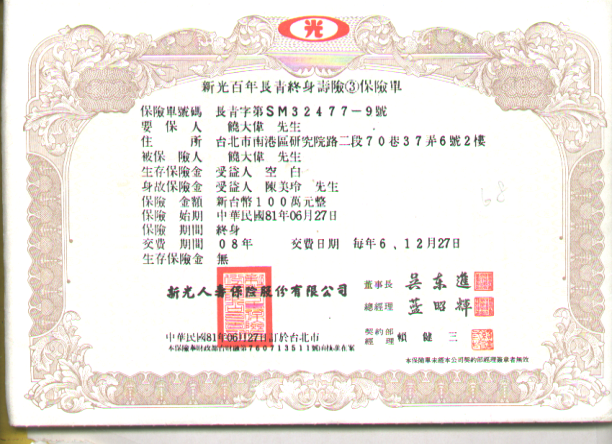 光
新光百年長青終身壽險③保險單
保險單號碼 長青字第SM32477-9號
要保人 饒大偉 先生
住所 台北市南港區研究院路二段70巷37弄6號2樓
被保險人 饒大偉 先生
生存保險金 受益人 空白
身故保險金 受益人 陳美玲 先生
保險金額 新台幣100萬元整
保險始期 中華民國81年06月27日
保險期間 終身
交費期間 08年 交費日期 每年6,12月27日
生存保險金 無
新光人壽保險股份有限公司
董事長 吳東進
總經理 藍昭輝
契約部經理 賴健三
中華民國81年06月27日訂於台北市
本保險單未經本公司契約部經理簽章者無效